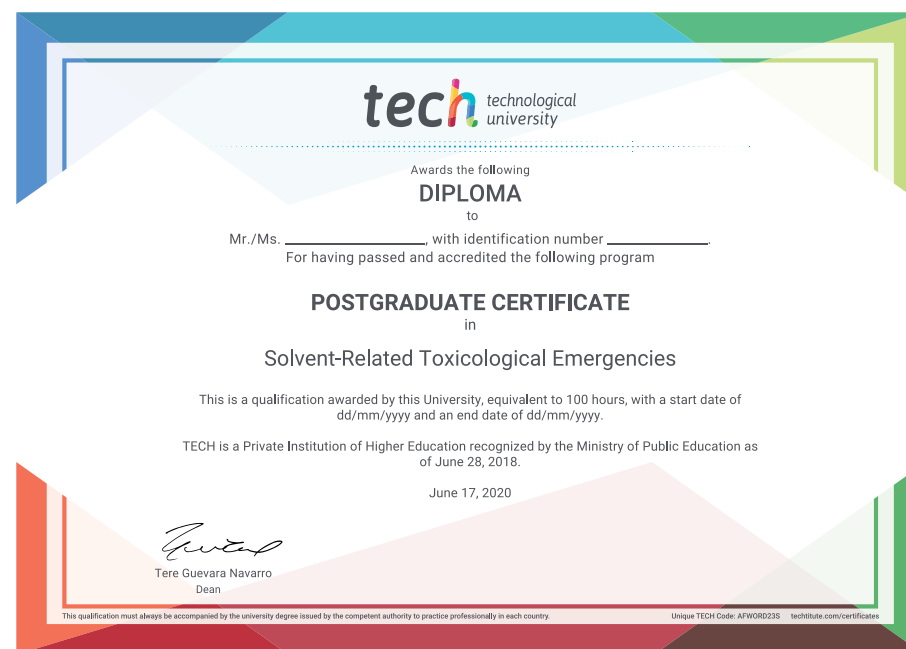 tech technological
university
Awards the following
DIPLOMA
to
Mr./Ms. ____________, with identification number ____________.
For having passed and accredited the following program
POSTGRADUATE CERTIFICATE
in
Solvent-Related Toxicological Emergencies
This is a qualification awarded by this University, equivalent to 100 hours, with a start date of
dd/mm/yyyy and an end date of dd/mm/yyyy.
TECH is a Private Institution of Higher Education recognized by the Ministry of Public Education as
of June 28, 2018.
June 17, 2020
Tere Guevara Navarro
Dean
This qualification must always be accompanied by the university degree issued by the competent authority to practice professionally in each country. Unique TECH Code: AFWORD23S techtitute.com/certificates